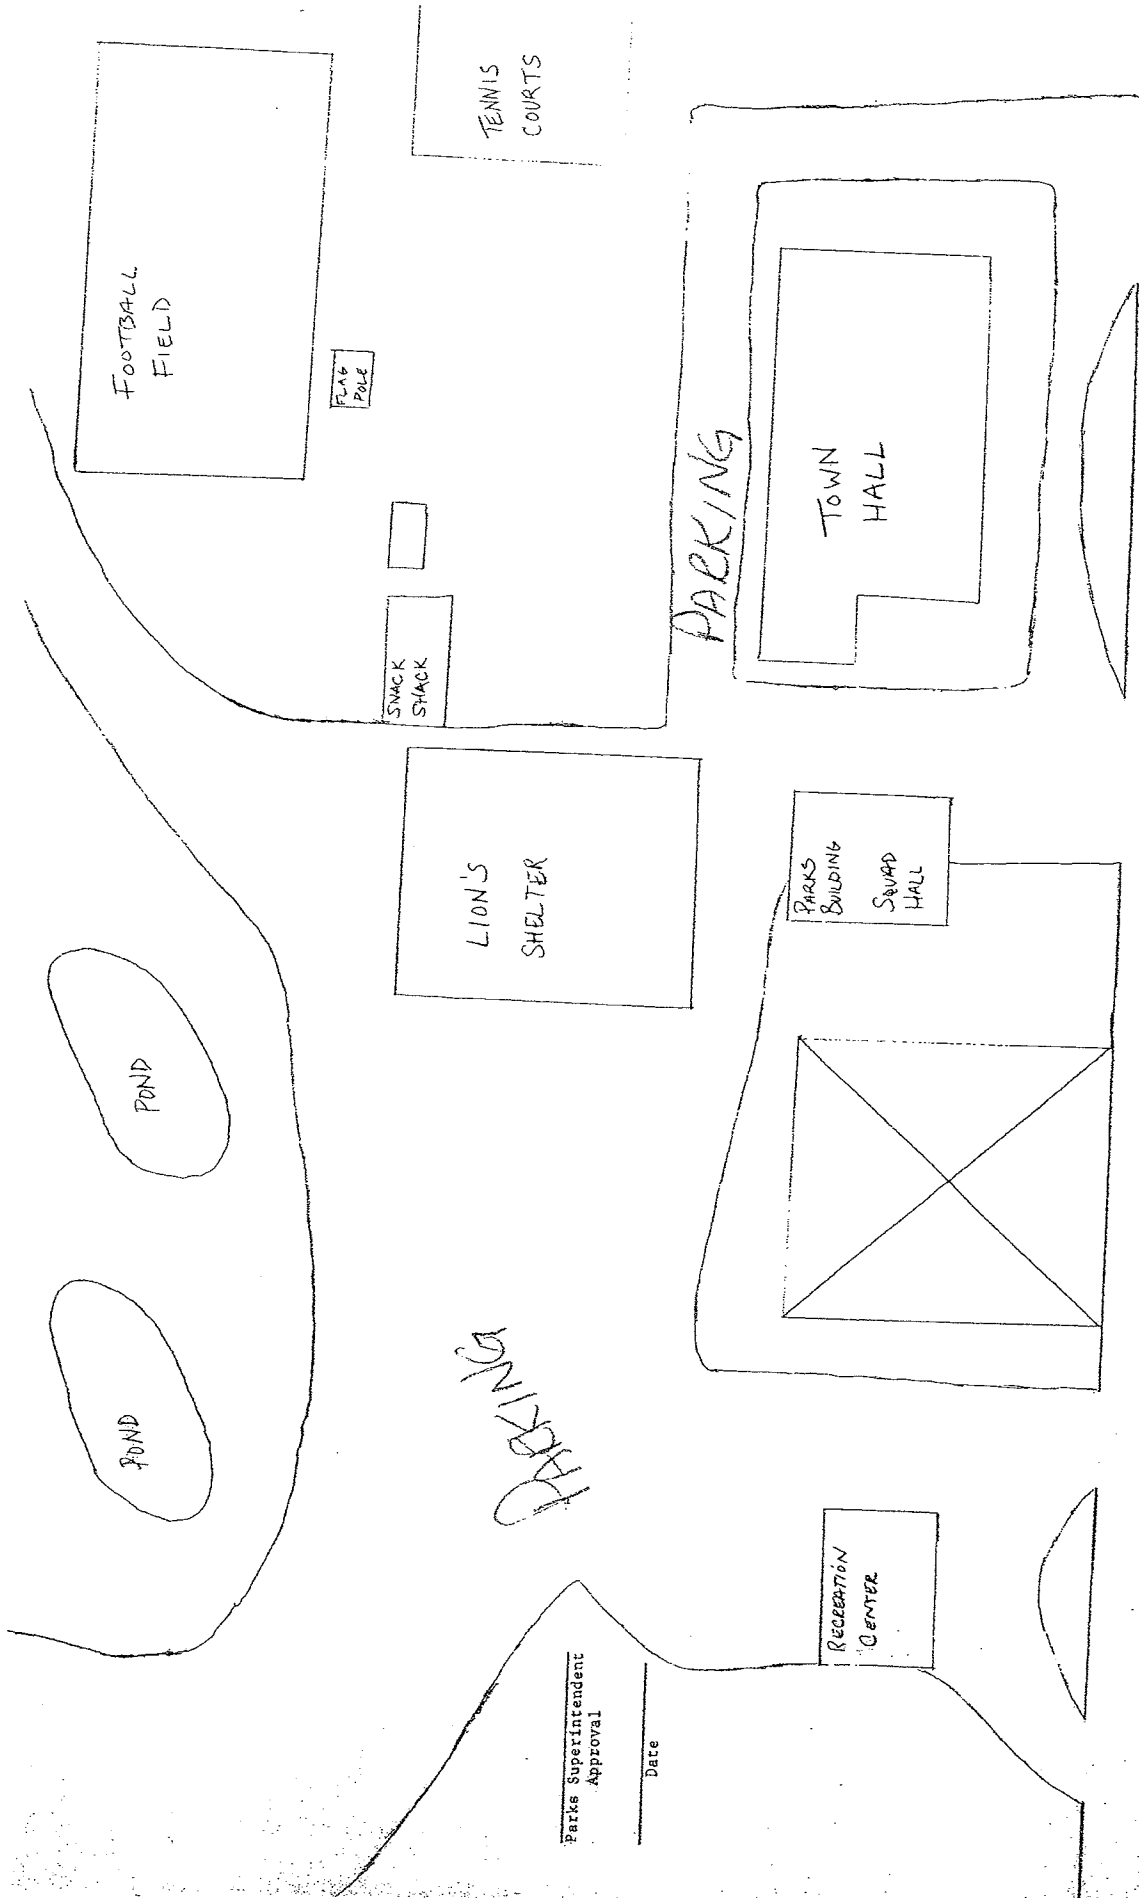 FOOTBALL
FIELD
TENNIS
COURTS
FLAG
POLE
SNACK
SHACK
PARKING
TOWN
HALL
LION'S
SHELTER
PARKS
BUILDING
SQUAD
HALL
POND
POND
PARKING
RECREATION
CENTER
Parks Superintendent
Approval
Date